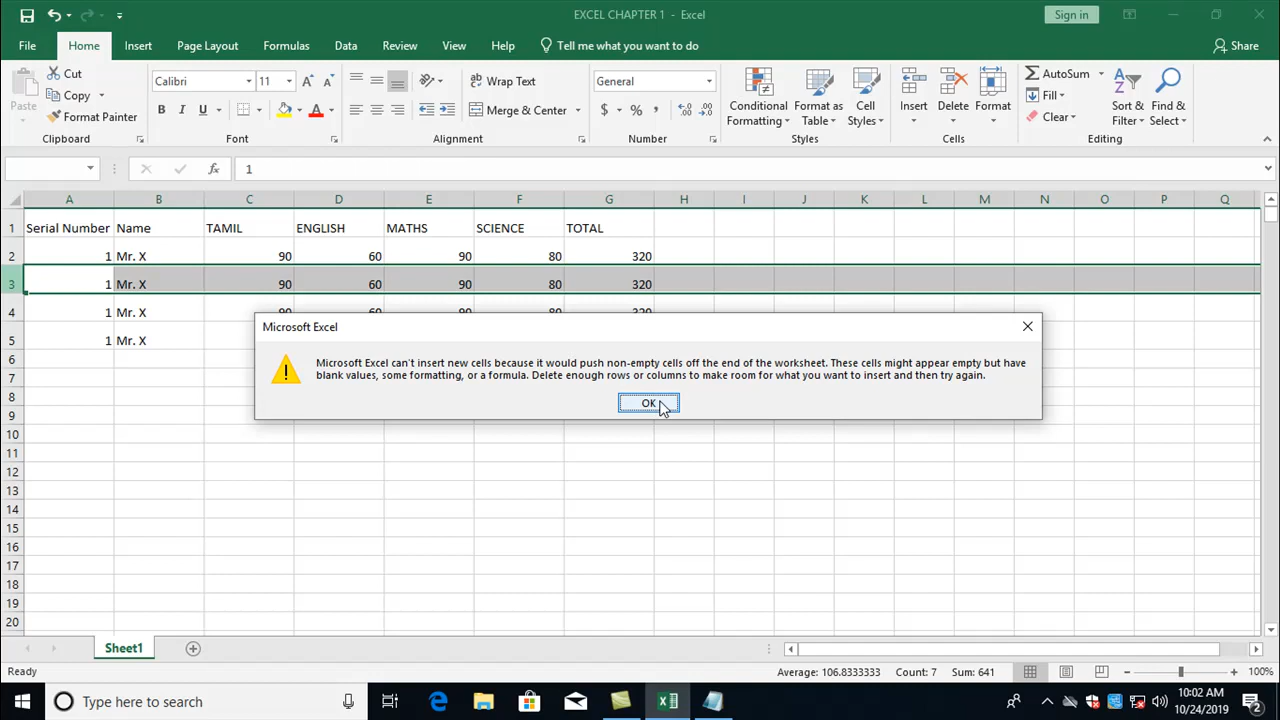 EXCEL CHAPTER 1 - Excel
Sign in
File Home Insert Page Layout Formulas Data Review View Help Tell me what you want to do Share
Paste
Cut
Copy
Format Painter
Clipboard
Calibri 11
B I U A
Font
Wrap Text
Merge & Center
Alignment
General
$ % ,
Number
Conditional Formatting
Format as Table
Cell Styles
Styles
Insert
Delete
Format
Cells
AutoSum
Fill
Clear
Sort & Filter
Find & Select
Editing
fx 1
A B C D E F G H I J K L M N O P Q
1 Serial Number Name TAMIL ENGLISH MATHS SCIENCE TOTAL
2 1 Mr. X 90 60 90 80 320
3 1 Mr. X 90 60 90 80 320
4 1 Mr. X 90 60 90 80 320
5 1 Mr. X
6
7
8
9
10
11
12
13
14
15
16
17
18
19
20
Microsoft Excel
Microsoft Excel can't insert new cells because it would push non-empty cells off the end of the worksheet. These cells might appear empty but have
blank values, some formatting, or a formula. Delete enough rows or columns to make room for what you want to insert and then try again.
OK
Sheet1
Ready Average: 106.8333333 Count: 7 Sum: 641 100%
Type here to search
10:02 AM
10/24/2019
2